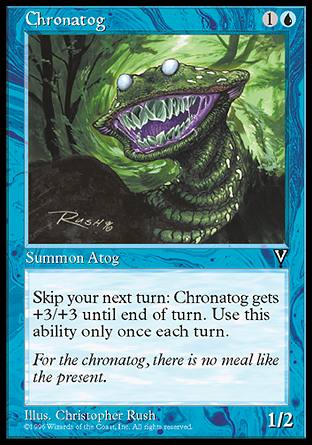 Chronatog 1
RUSH 96
Summon Atog V
Skip your next turn: Chronatog gets
+3/+3 until end of turn. Use this
ability only once each turn.
For the chronatog, there is no meal like
the present.
Illus. Christopher Rush
©1996 Wizards of the Coast, Inc. All rights reserved.
1/2